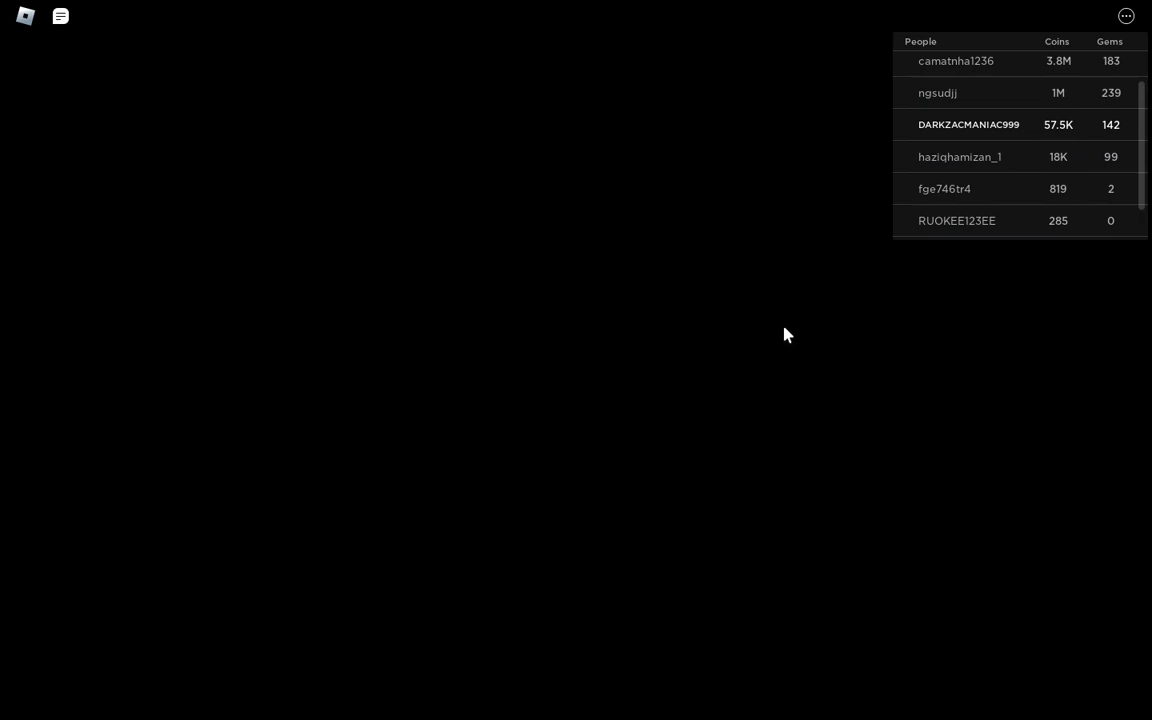 People Coins Gems
camatnha1236 3.8M 183
ngsudjj 1M 239
DARKZACMANIAC999 57.5K 142
haziqhamizan_1 18K 99
fge746tr4 819 2
RUOKEE123EE 285 0